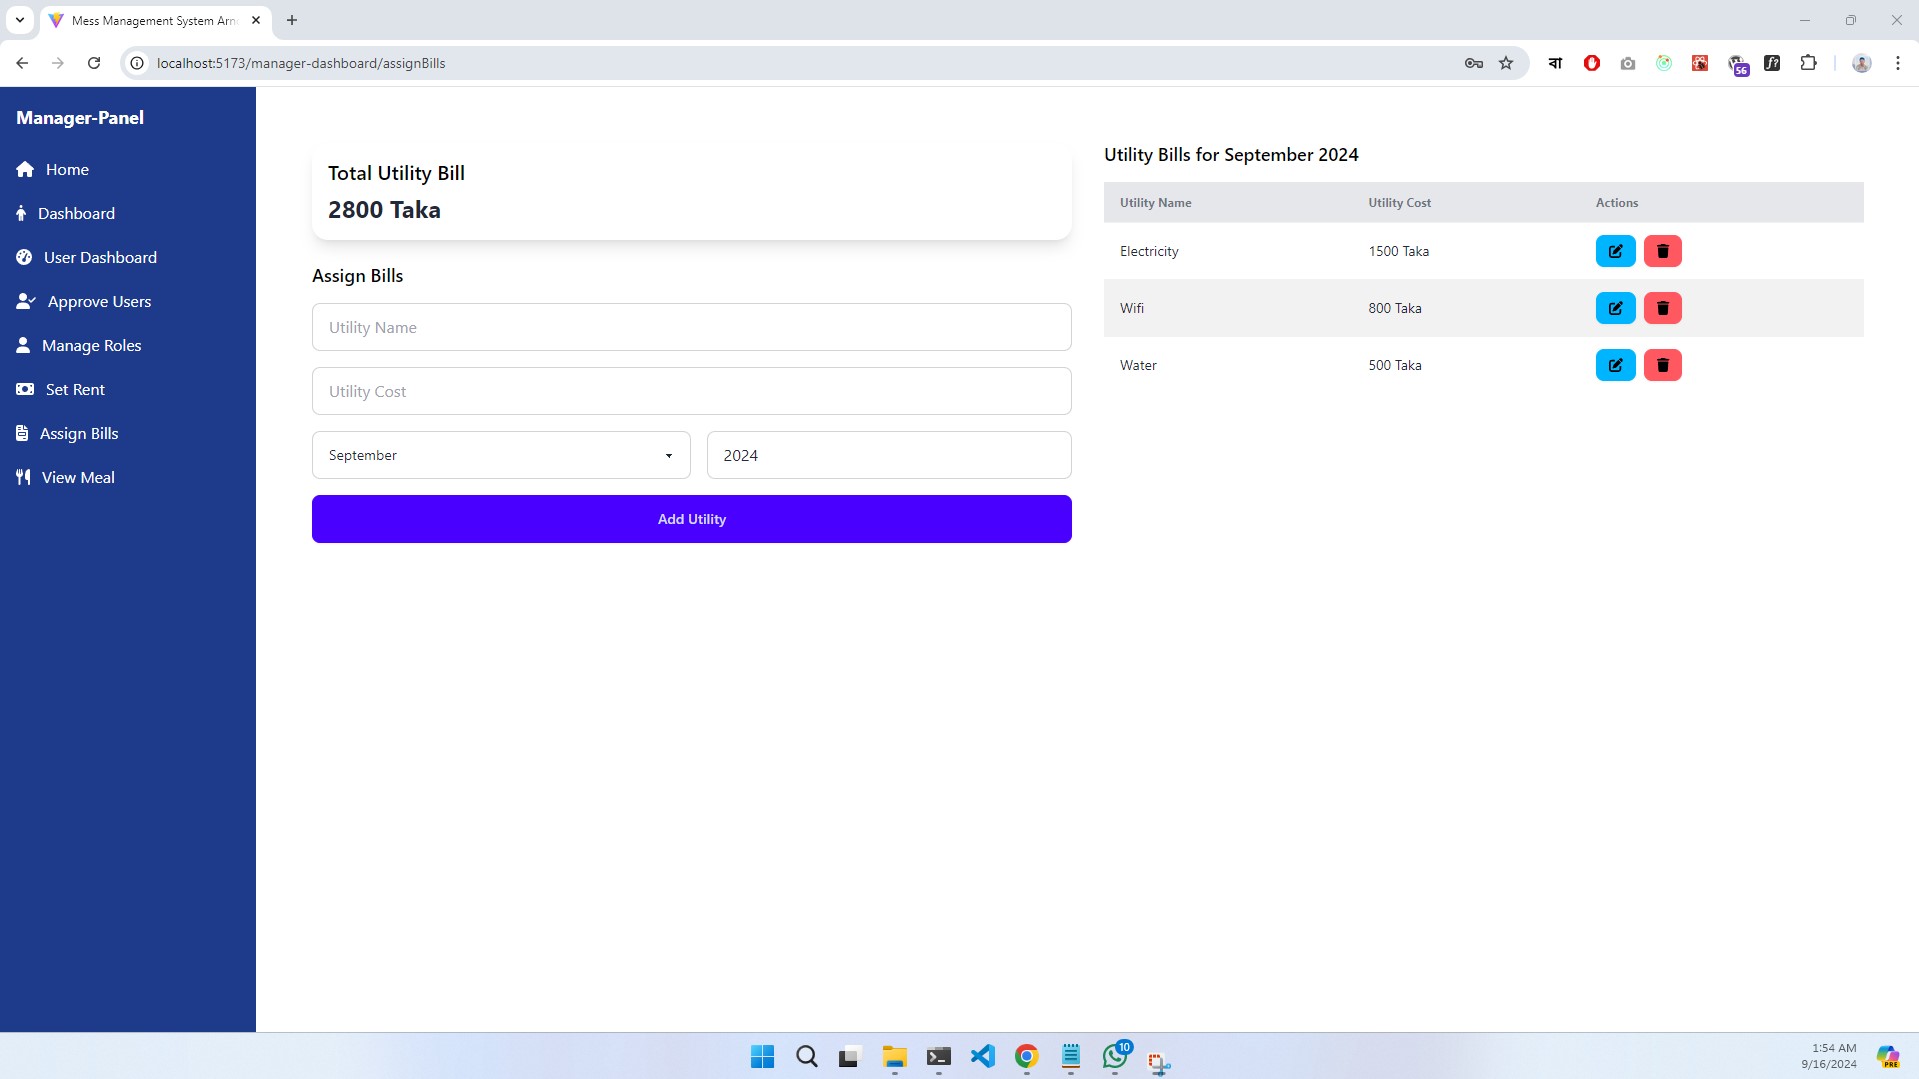 Mess Management System Arn
localhost:5173/manager-dashboard/assignBills
বা
56
f?
Manager-Panel
Home
Dashboard
User Dashboard
Approve Users
Manage Roles
Set Rent
Assign Bills
View Meal
Total Utility Bill
2800 Taka
Assign Bills
Utility Name
Utility Cost
September
2024
Add Utility
Utility Bills for September 2024
Utility Name Utility Cost Actions
Electricity 1500 Taka
Wifi 800 Taka
Water 500 Taka
10
1:54 AM
9/16/2024
PRE